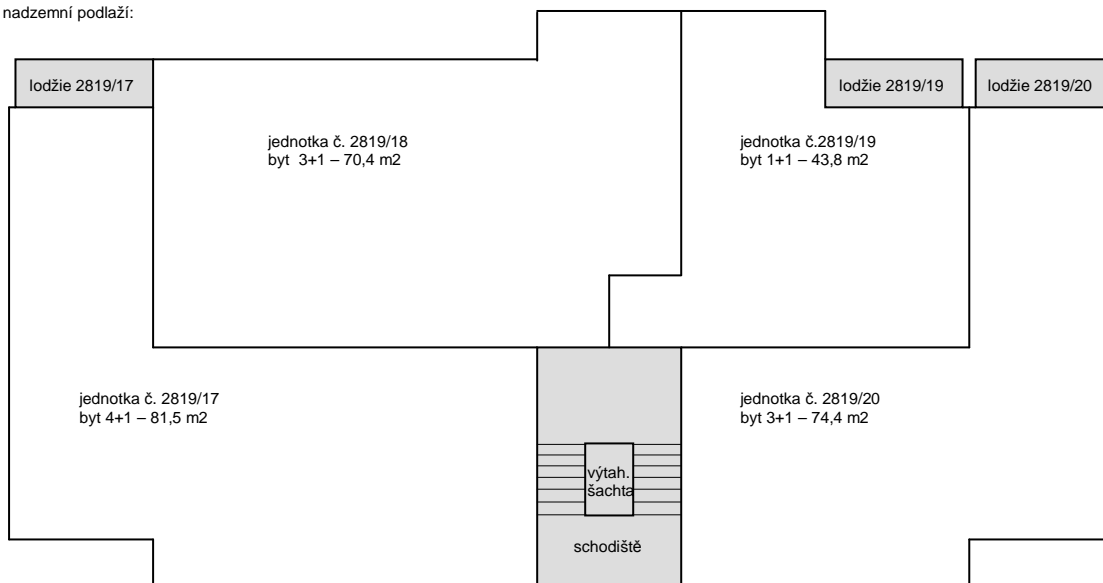 nadzemní podlaží:
lodžie 2819/17
lodžie 2819/19
lodžie 2819/20
jednotka č. 2819/18
byt  3+1 – 70,4 m2
jednotka č.2819/19
byt 1+1 – 43,8 m2
jednotka č. 2819/17
byt 4+1 – 81,5 m2
jednotka č. 2819/20
byt 3+1 – 74,4 m2
výtah.
šachta
schodiště